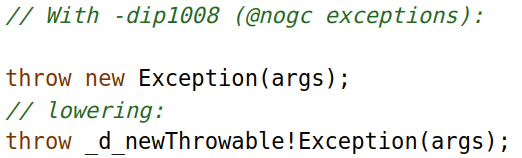 // With -dip1008 (@nogc exceptions):
throw new Exception(args);
// lowering:
throw _d_newThrowable!Exception(args);